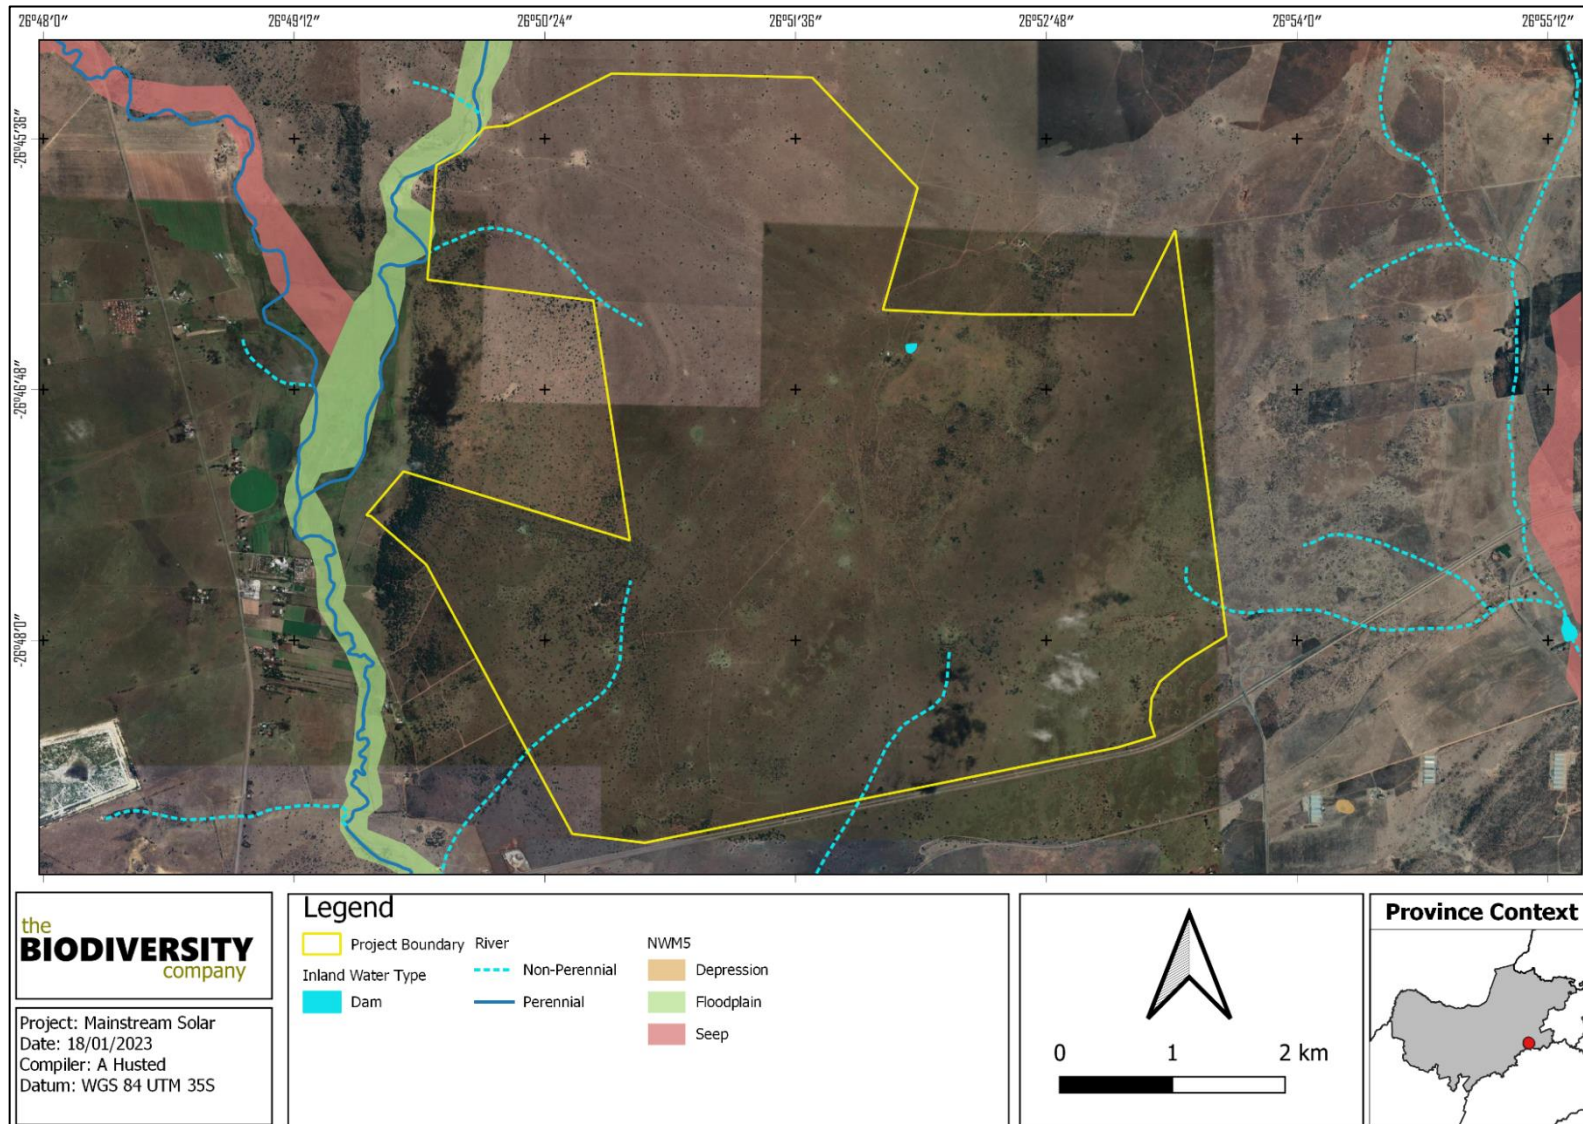 26°48′0″ 26°49′12″ 26°50′24″ 26°51′36″ 26°52′48″ 26°54′0″ 26°55′12″
-26°45′36″
-26°46′48″
-26°48′0″
the
BIODIVERSITY
company
Project: Mainstream Solar
Date: 18/01/2023
Compiler: A Husted
Datum: WGS 84 UTM 35S
Legend
Project Boundary
Inland Water Type
Dam
River
Non-Perennial
Perennial
NWM5
Depression
Floodplain
Seep
0 1 2 km
Province Context